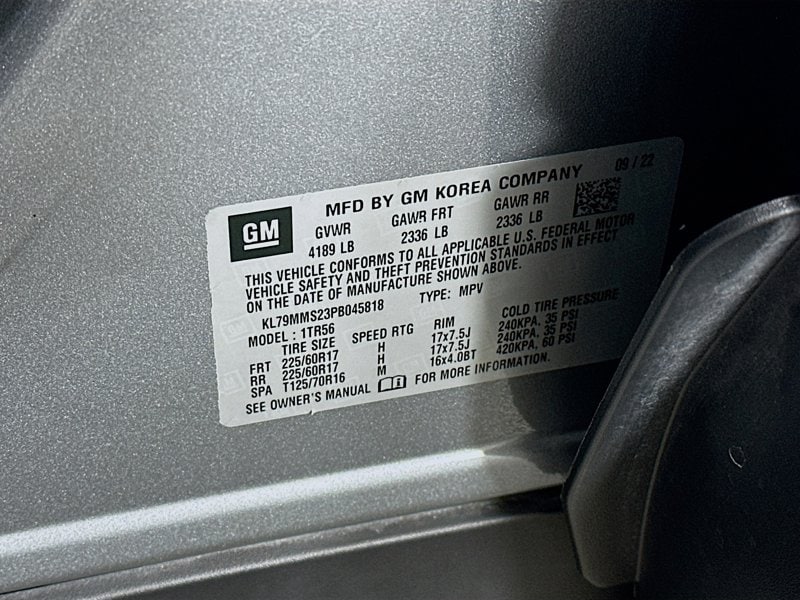 GM
MFD BY GM KOREA COMPANY 09 / 22
GVWR GAWR FRT GAWR RR
4189 LB 2336 LB 2336 LB
THIS VEHICLE CONFORMS TO ALL APPLICABLE U.S. FEDERAL MOTOR
VEHICLE SAFETY AND THEFT PREVENTION STANDARDS IN EFFECT
ON THE DATE OF MANUFACTURE SHOWN ABOVE.
KL79MMS23PB045818 TYPE: MPV
MODEL : 1TR56
TIRE SIZE SPEED RTG RIM COLD TIRE PRESSURE
FRT 225/60R17 H 17x7.5J 240KPA, 35 PSI
RR 225/60R17 H 17x7.5J 240KPA, 35 PSI
SPA T125/70R16 M 16x4.0BT 420KPA, 60 PSI
SEE OWNER'S MANUAL FOR MORE INFORMATION.